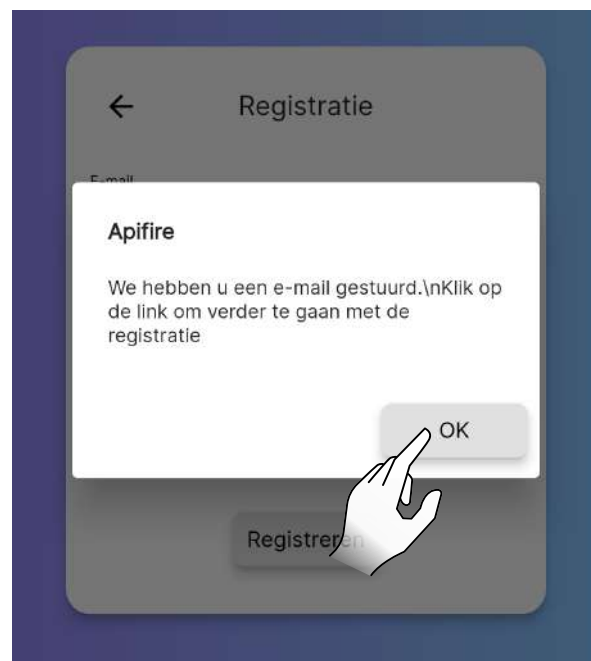 Registratie
E-mail
Apifire
We hebben u een e-mail gestuurd.\nKlik op
de link om verder te gaan met de
registratie
OK
Registreren